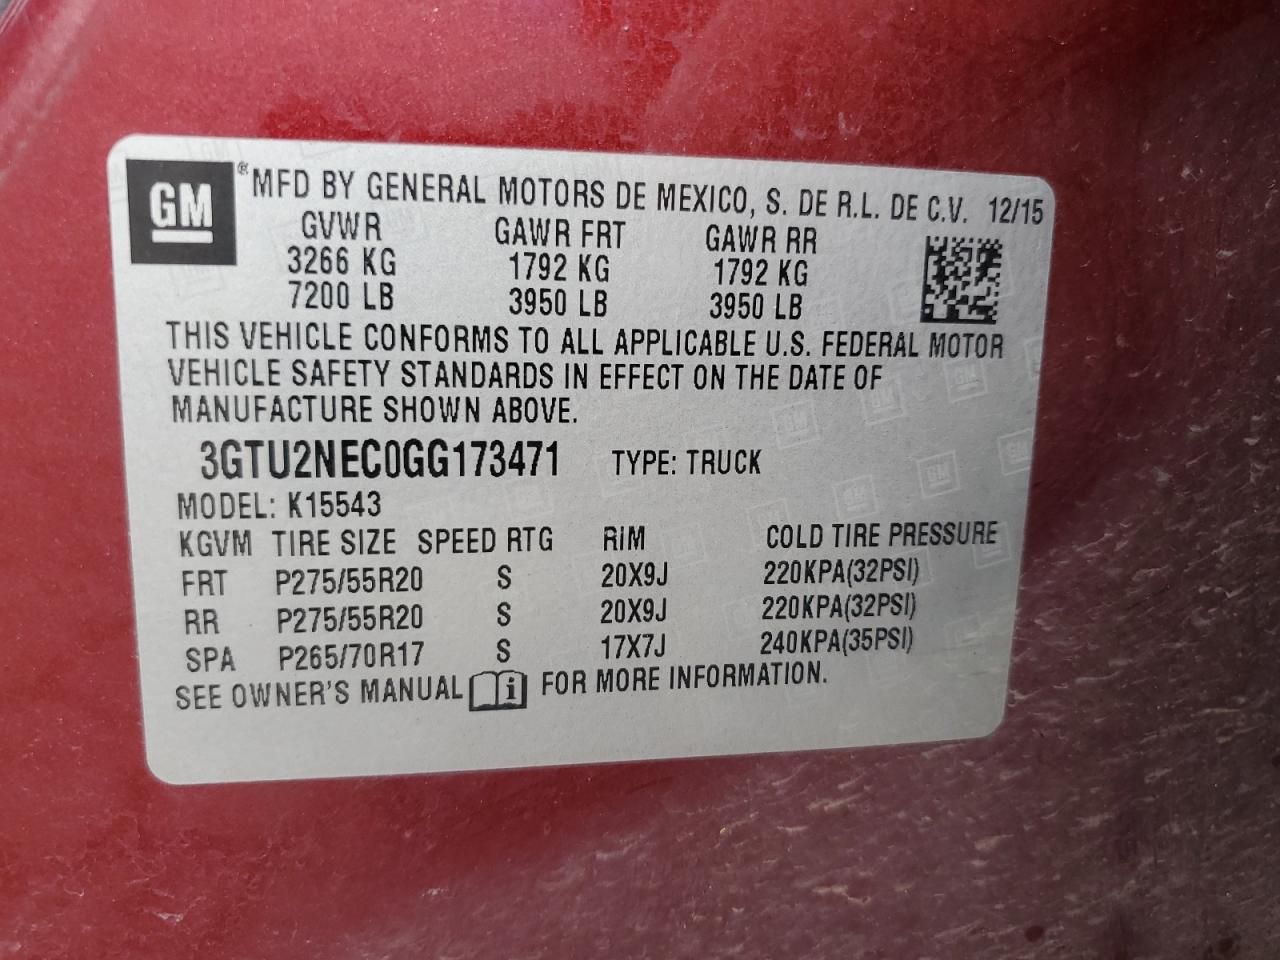 GM ® MFD BY GENERAL MOTORS DE MEXICO, S. DE R.L. DE C.V. 12/15
GVWR GAWR FRT GAWR RR
3266 KG 1792 KG 1792 KG
7200 LB 3950 LB 3950 LB
THIS VEHICLE CONFORMS TO ALL APPLICABLE U.S. FEDERAL MOTOR
VEHICLE SAFETY STANDARDS IN EFFECT ON THE DATE OF
MANUFACTURE SHOWN ABOVE.
3GTU2NEC0GG173471 TYPE: TRUCK
MODEL: K15543
KGVM TIRE SIZE SPEED RTG RIM COLD TIRE PRESSURE
FRT P275/55R20 S 20X9J 220KPA(32PSI)
RR P275/55R20 S 20X9J 220KPA(32PSI)
SPA P265/70R17 S 17X7J 240KPA(35PSI)
SEE OWNER'S MANUAL i FOR MORE INFORMATION.